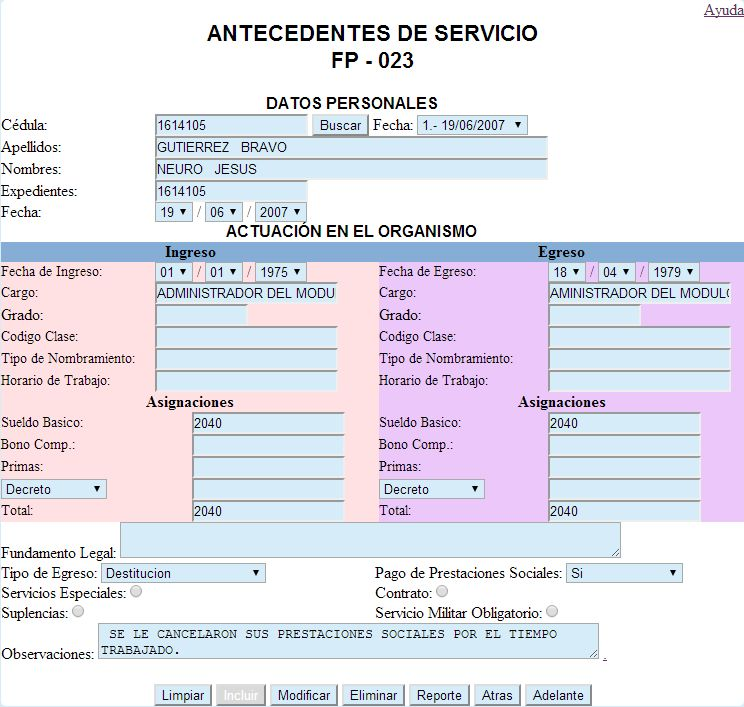 Ayuda
ANTECEDENTES DE SERVICIO
FP - 023
DATOS PERSONALES
Cédula: 1614105 Buscar Fecha: 1.- 19/06/2007
Apellidos: GUTIERREZ BRAVO
Nombres: NEURO JESUS
Expedientes: 1614105
Fecha: 19 / 06 / 2007
ACTUACIÓN EN EL ORGANISMO
Ingreso Egreso
Fecha de Ingreso: 01 / 01 / 1975 Fecha de Egreso: 18 / 04 / 1979
Cargo: ADMINISTRADOR DEL MODU Cargo: AMINISTRADOR DEL MODULO
Grado: Grado:
Codigo Clase: Codigo Clase:
Tipo de Nombramiento: Tipo de Nombramiento:
Horario de Trabajo: Horario de Trabajo:
Asignaciones Asignaciones
Sueldo Basico: 2040 Sueldo Basico: 2040
Bono Comp.: Bono Comp.:
Primas: Primas:
Decreto Decreto
Total: 2040 Total: 2040
Fundamento Legal:
Tipo de Egreso: Destitucion Pago de Prestaciones Sociales: Si
Servicios Especiales: Contrato:
Suplencias: Servicio Militar Obligatorio:
SE LE CANCELARON SUS PRESTACIONES SOCIALES POR EL TIEMPO
Observaciones: TRABAJADO. .
Limpiar Incluir Modificar Eliminar Reporte Atras Adelante